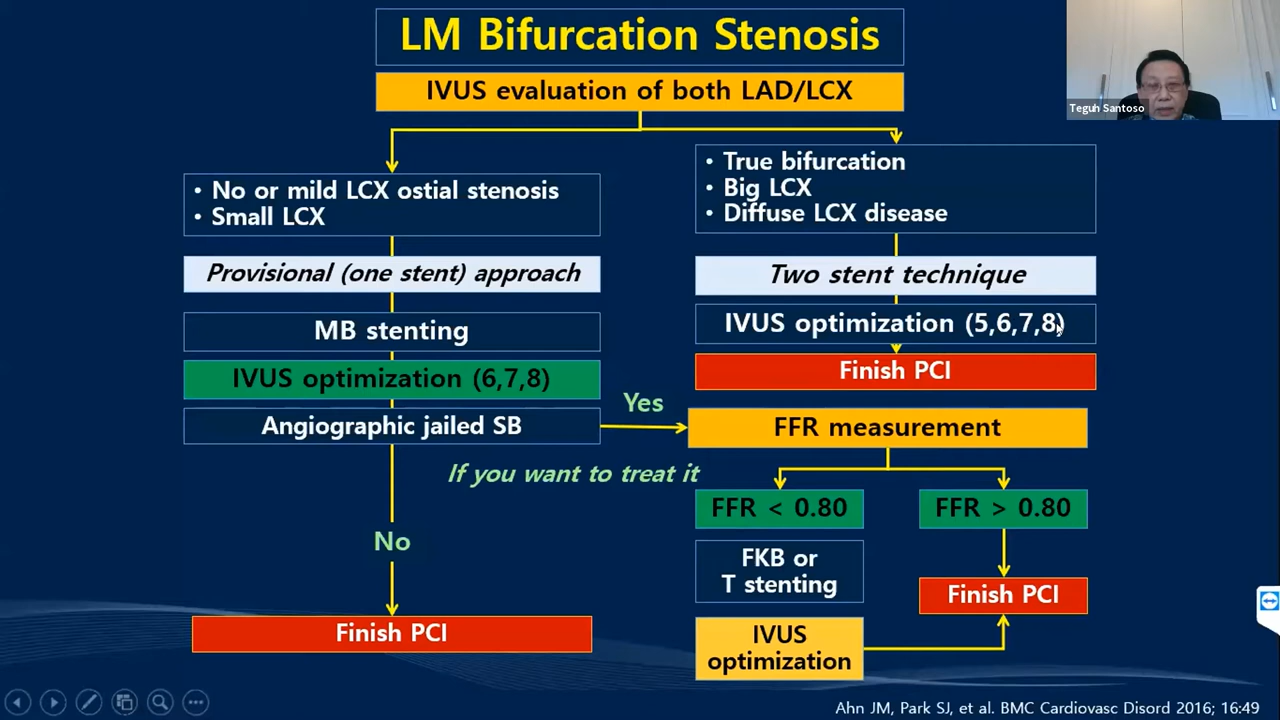 LM Bifurcation Stenosis
IVUS evaluation of both LAD/LCX
Teguh Santoso
• No or mild LCX ostial stenosis
• Small LCX
Provisional (one stent) approach
MB stenting
IVUS optimization (6,7,8)
Angiographic jailed SB
• True bifurcation
• Big LCX
• Diffuse LCX disease
Two stent technique
IVUS optimization (5,6,7,8)
Finish PCI
Yes
FFR measurement
If you want to treat it
FFR < 0.80
FFR > 0.80
FKB or
T stenting
IVUS
optimization
Finish PCI
No
Finish PCI
Ahn JM, Park SJ, et al. BMC Cardiovasc Disord 2016; 16:49